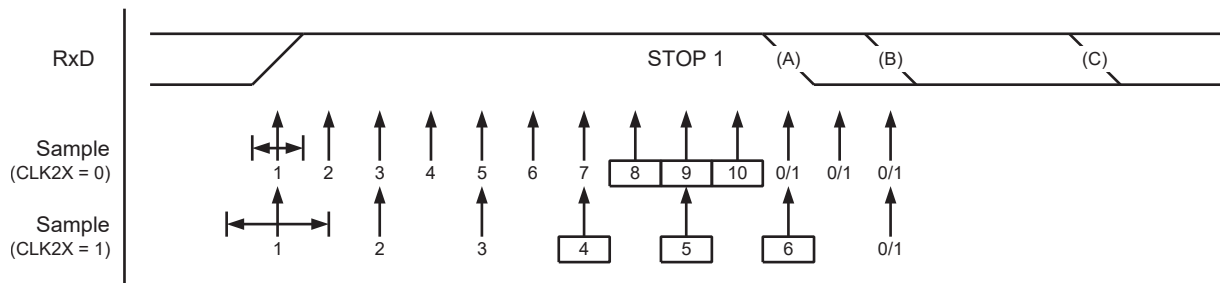 RxD
STOP 1
(A)
(B)
(C)
Sample
(CLK2X = 0)
1 2 3 4 5 6 7 8 9 10 0/1 0/1 0/1
Sample
(CLK2X = 1)
1 2 3 4 5 6 0/1